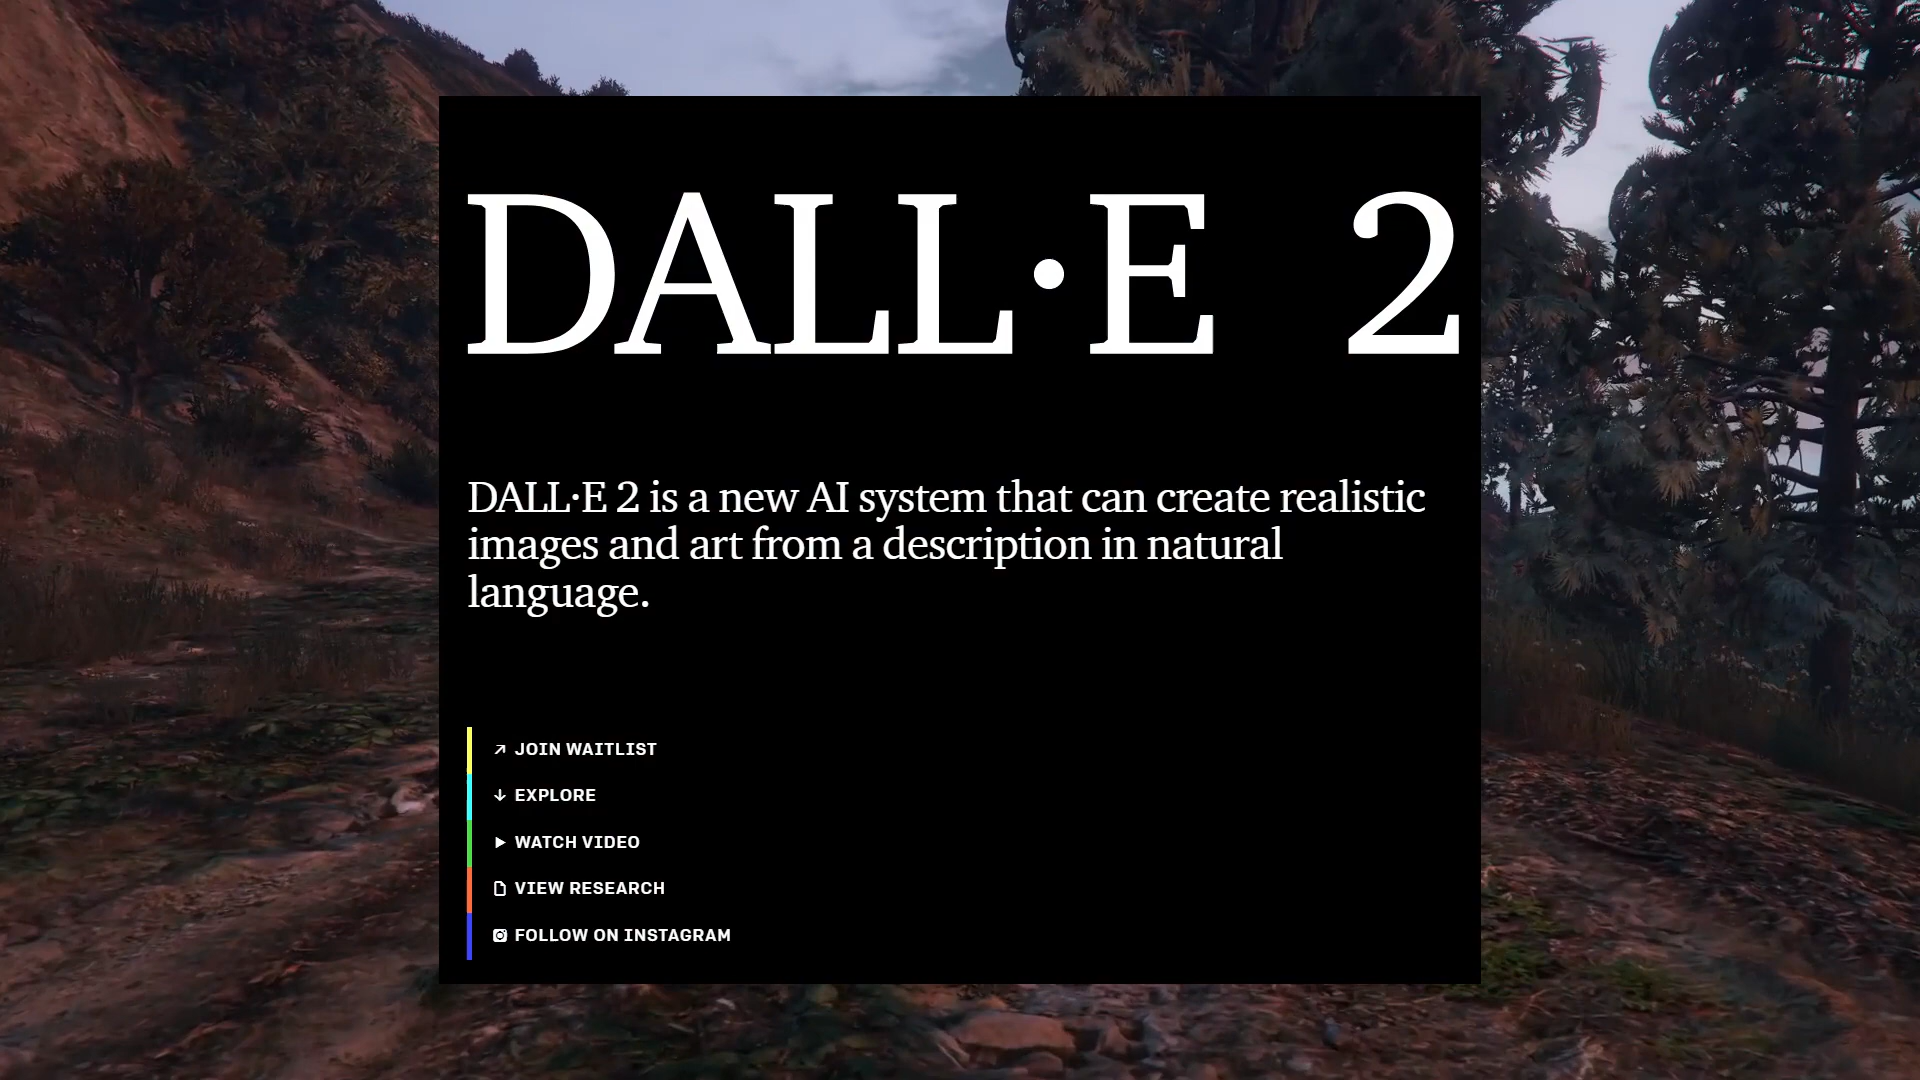 DALL·E 2
DALL·E 2 is a new AI system that can create realistic
images and art from a description in natural
language.
JOIN WAITLIST
EXPLORE
WATCH VIDEO
VIEW RESEARCH
FOLLOW ON INSTAGRAM